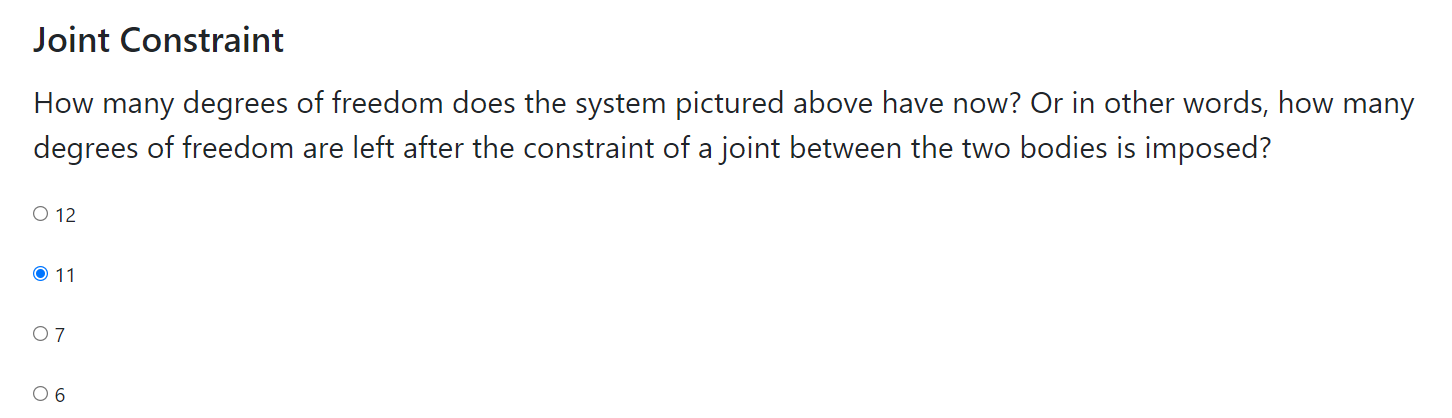 Joint Constraint
How many degrees of freedom does the system pictured above have now? Or in other words, how many
degrees of freedom are left after the constraint of a joint between the two bodies is imposed?
12
11
7
6